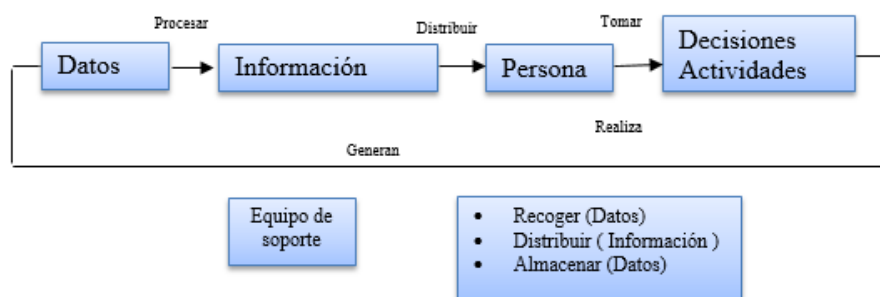 Procesar
Distribuir
Tomar
Datos
Información
Persona
Decisiones
Actividades
Realiza
Generan
Equipo de
soporte
• Recoger (Datos)
• Distribuir ( Información )
• Almacenar (Datos)